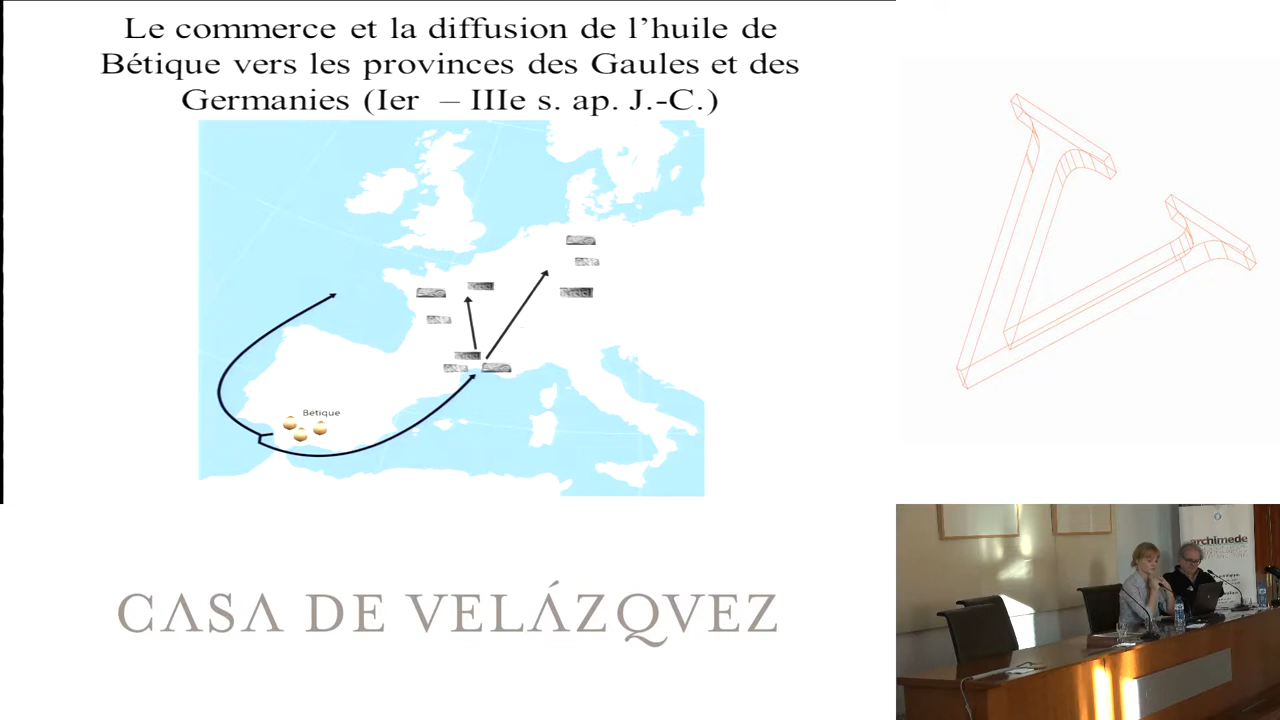 Le commerce et la diffusion de l’huile de
Bétique vers les provinces des Gaules et des
Germanies (Ier – IIIe s. ap. J.-C.)
Bétique
CASA DE VELÁZQVEZ
archimede